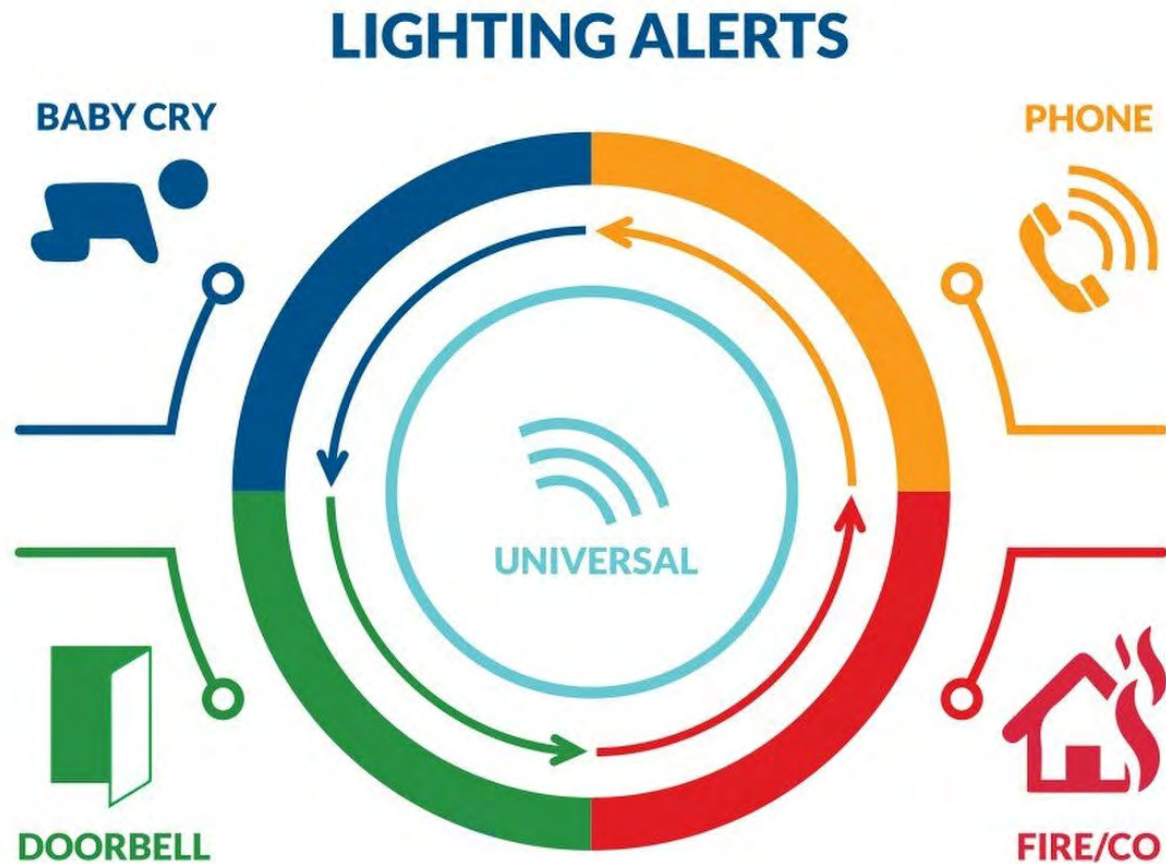 LIGHTING ALERTS
BABY CRY
PHONE
UNIVERSAL
DOORBELL
FIRE/CO